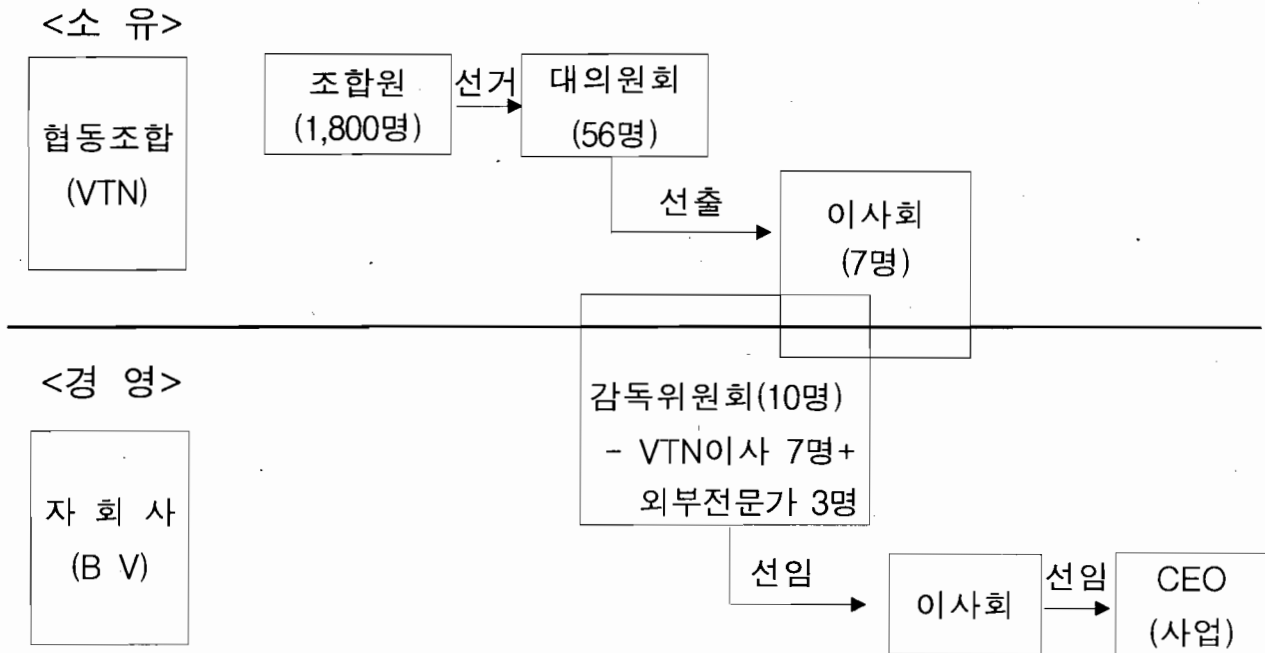 <소 유>
협동조합
(VTN)
조합원
(1,800명)
선거
대의원회
(56명)
선출
이사회
(7명)
<경 영>
자 회 사
(B V)
감독위원회(10명)
- VTN이사 7명+
외부전문가 3명
선임
이사회
선임
CEO
(사업)